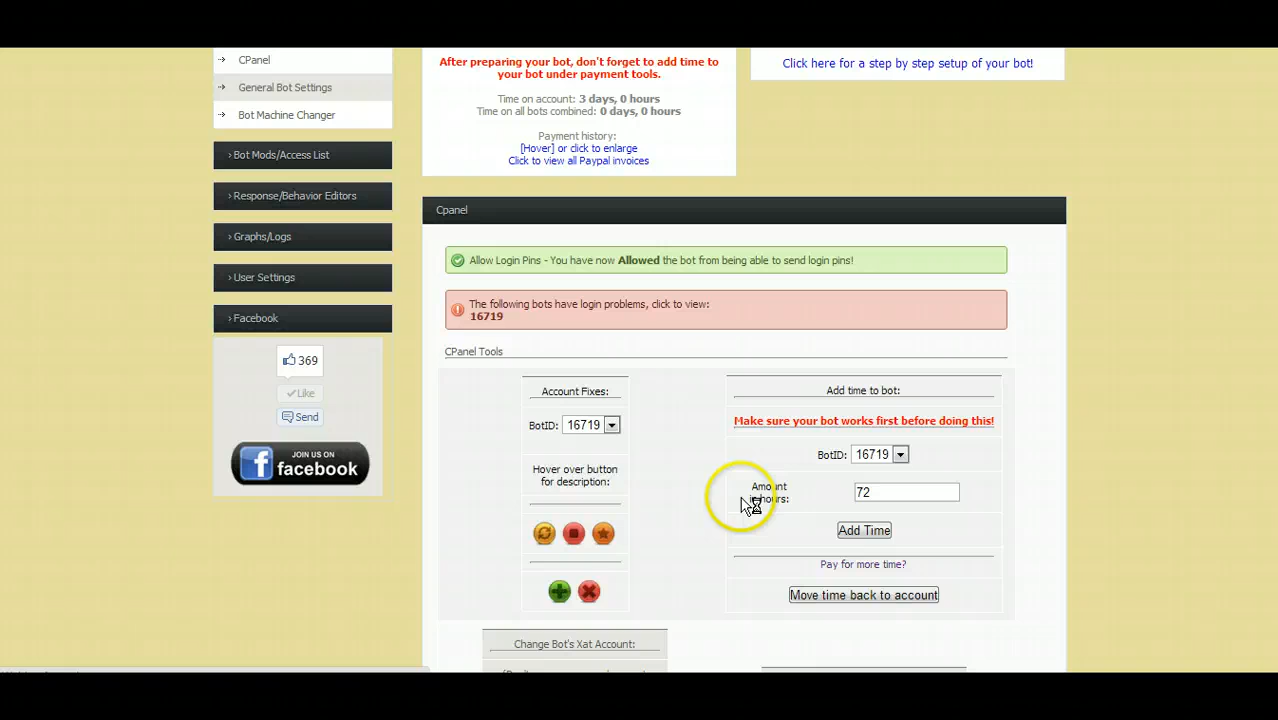 CPanel
General Bot Settings
Bot Machine Changer
› Bot Mods/Access List
› Response/Behavior Editors
› Graphs/Logs
› User Settings
› Facebook
369
Like
Send
JOIN US ON
facebook
After preparing your bot, don't forget to add time to
your bot under payment tools.
Time on account: 3 days, 0 hours
Time on all bots combined: 0 days, 0 hours
Payment history:
[Hover] or click to enlarge
Click to view all Paypal invoices
Click here for a step by step setup of your bot!
Cpanel
Allow Login Pins - You have now Allowed the bot from being able to send login pins!
The following bots have login problems, click to view:
16719
CPanel Tools
Account Fixes:
BotID: 16719
Hover over button
for description:
Add time to bot:
Make sure your bot works first before doing this!
BotID: 16719
Amount
in hours:
72
Add Time
Pay for more time?
Move time back to account
Change Bot's Xat Account: